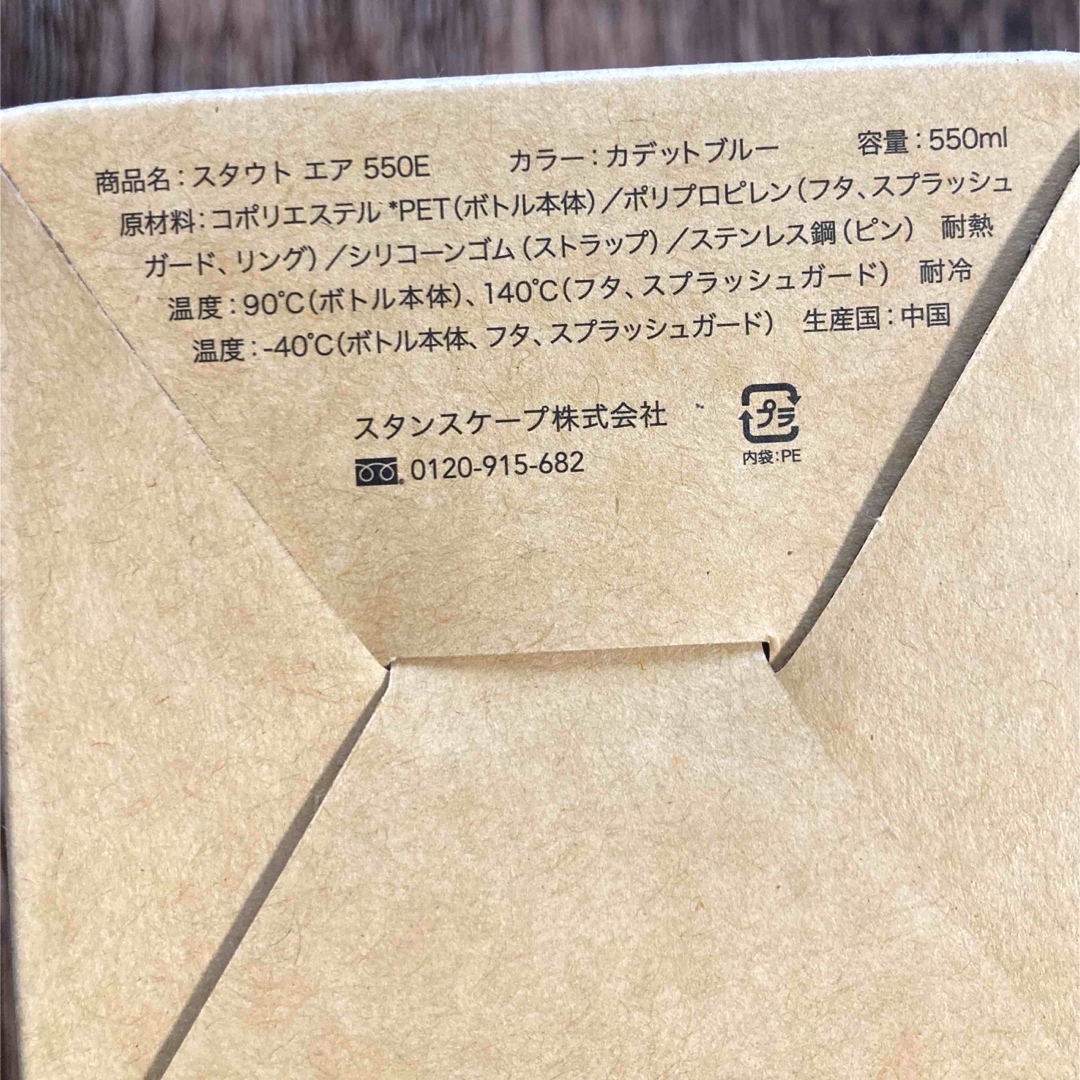 商品名：スタウト エア 550E　カラー：カデットブルー　容量：550ml
原材料：コポリエステル *PET（ボトル本体）／ポリプロピレン（フタ、スプラッシュ
ガード、リング）／シリコーンゴム（ストラップ）／ステンレス鋼（ピン）　耐熱
温度：90℃（ボトル本体）、140℃（フタ、スプラッシュガード）　耐冷
温度：-40℃（ボトル本体、フタ、スプラッシュガード）　生産国：中国
スタンスケープ株式会社
0120-915-682
プラ
内袋：PE